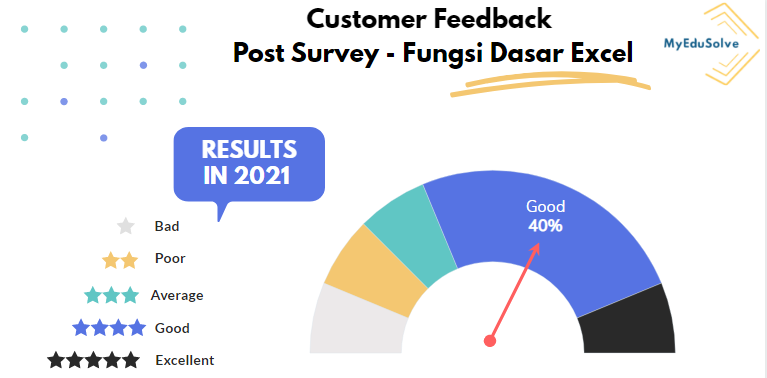 Customer Feedback
Post Survey - Fungsi Dasar Excel
MyEduSolve
RESULTS
IN 2021
Good
40%
Bad
Poor
Average
Good
Excellent